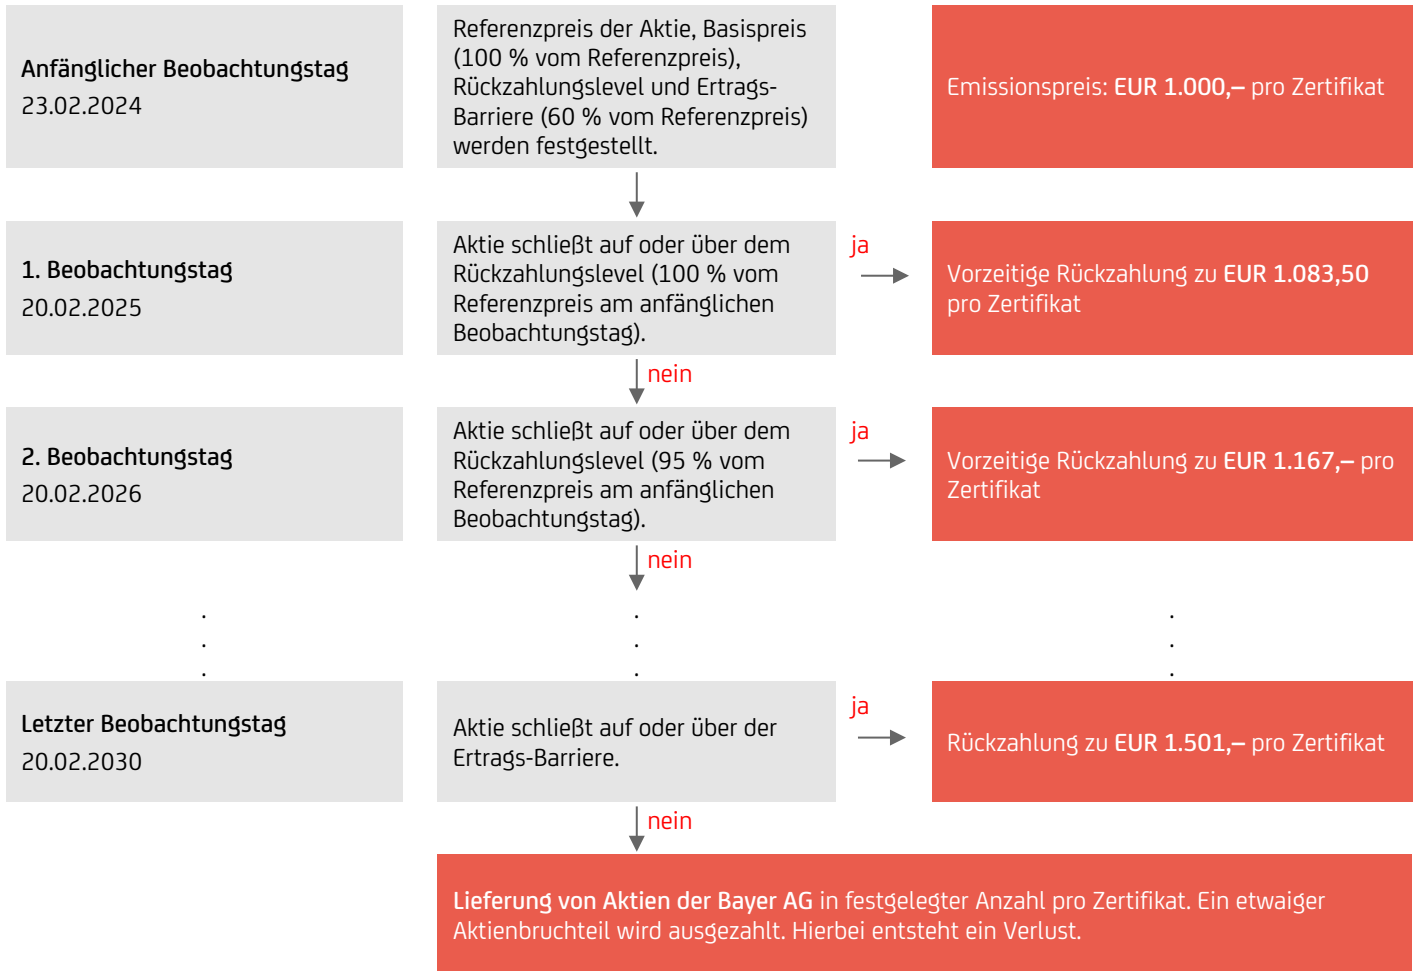 Anfänglicher Beobachtungstag
23.02.2024
Referenzpreis der Aktie, Basispreis
(100 % vom Referenzpreis),
Rückzahlungslevel und Ertrags-
Barriere (60 % vom Referenzpreis)
werden festgestellt.
Emissionspreis: EUR 1.000,– pro Zertifikat
1. Beobachtungstag
20.02.2025
Aktie schließt auf oder über dem
Rückzahlungslevel (100 % vom
Referenzpreis am anfänglichen
Beobachtungstag).
ja
Vorzeitige Rückzahlung zu EUR 1.083,50
pro Zertifikat
nein
2. Beobachtungstag
20.02.2026
Aktie schließt auf oder über dem
Rückzahlungslevel (95 % vom
Referenzpreis am anfänglichen
Beobachtungstag).
ja
Vorzeitige Rückzahlung zu EUR 1.167,– pro
Zertifikat
nein
. . .
. . .
. . .
Letzter Beobachtungstag
20.02.2030
Aktie schließt auf oder über der
Ertrags-Barriere.
ja
Rückzahlung zu EUR 1.501,– pro Zertifikat
nein
Lieferung von Aktien der Bayer AG in festgelegter Anzahl pro Zertifikat. Ein etwaiger
Aktienbruchteil wird ausgezahlt. Hierbei entsteht ein Verlust.